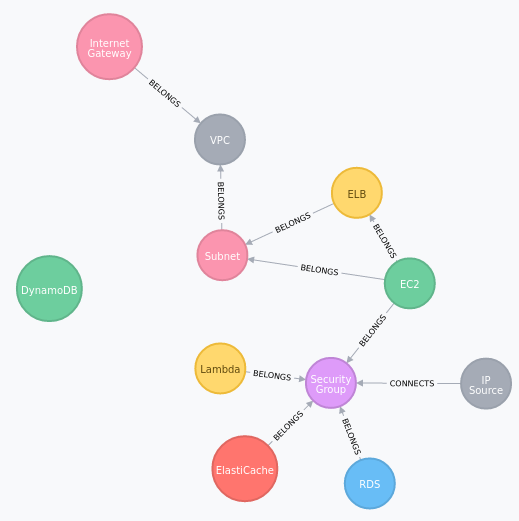 Internet
Gateway
BELONGS
VPC
BELONGS
ELB
BELONGS
BELONGS
Subnet
BELONGS
EC2
DynamoDB
BELONGS
Lambda
BELONGS
Security
Group
CONNECTS
IP
Source
BELONGS
BELONGS
ElastiCache
RDS